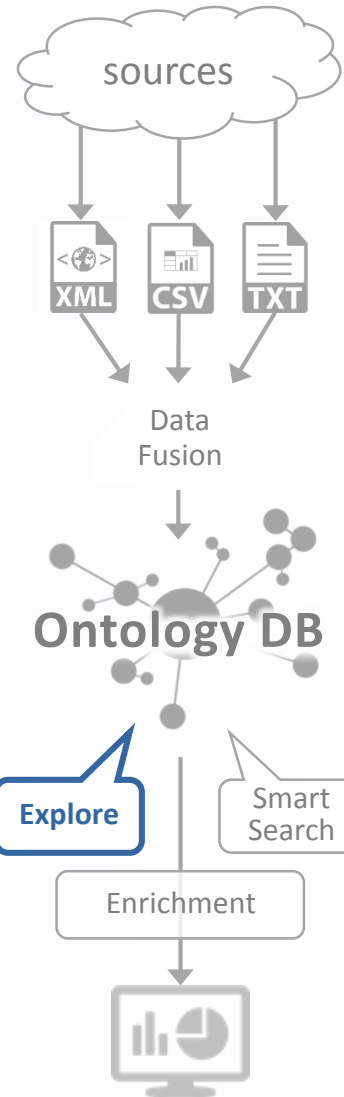 sources
XML
CSV
TXT
Data
Fusion
Ontology DB
Explore
Smart
Search
Enrichment